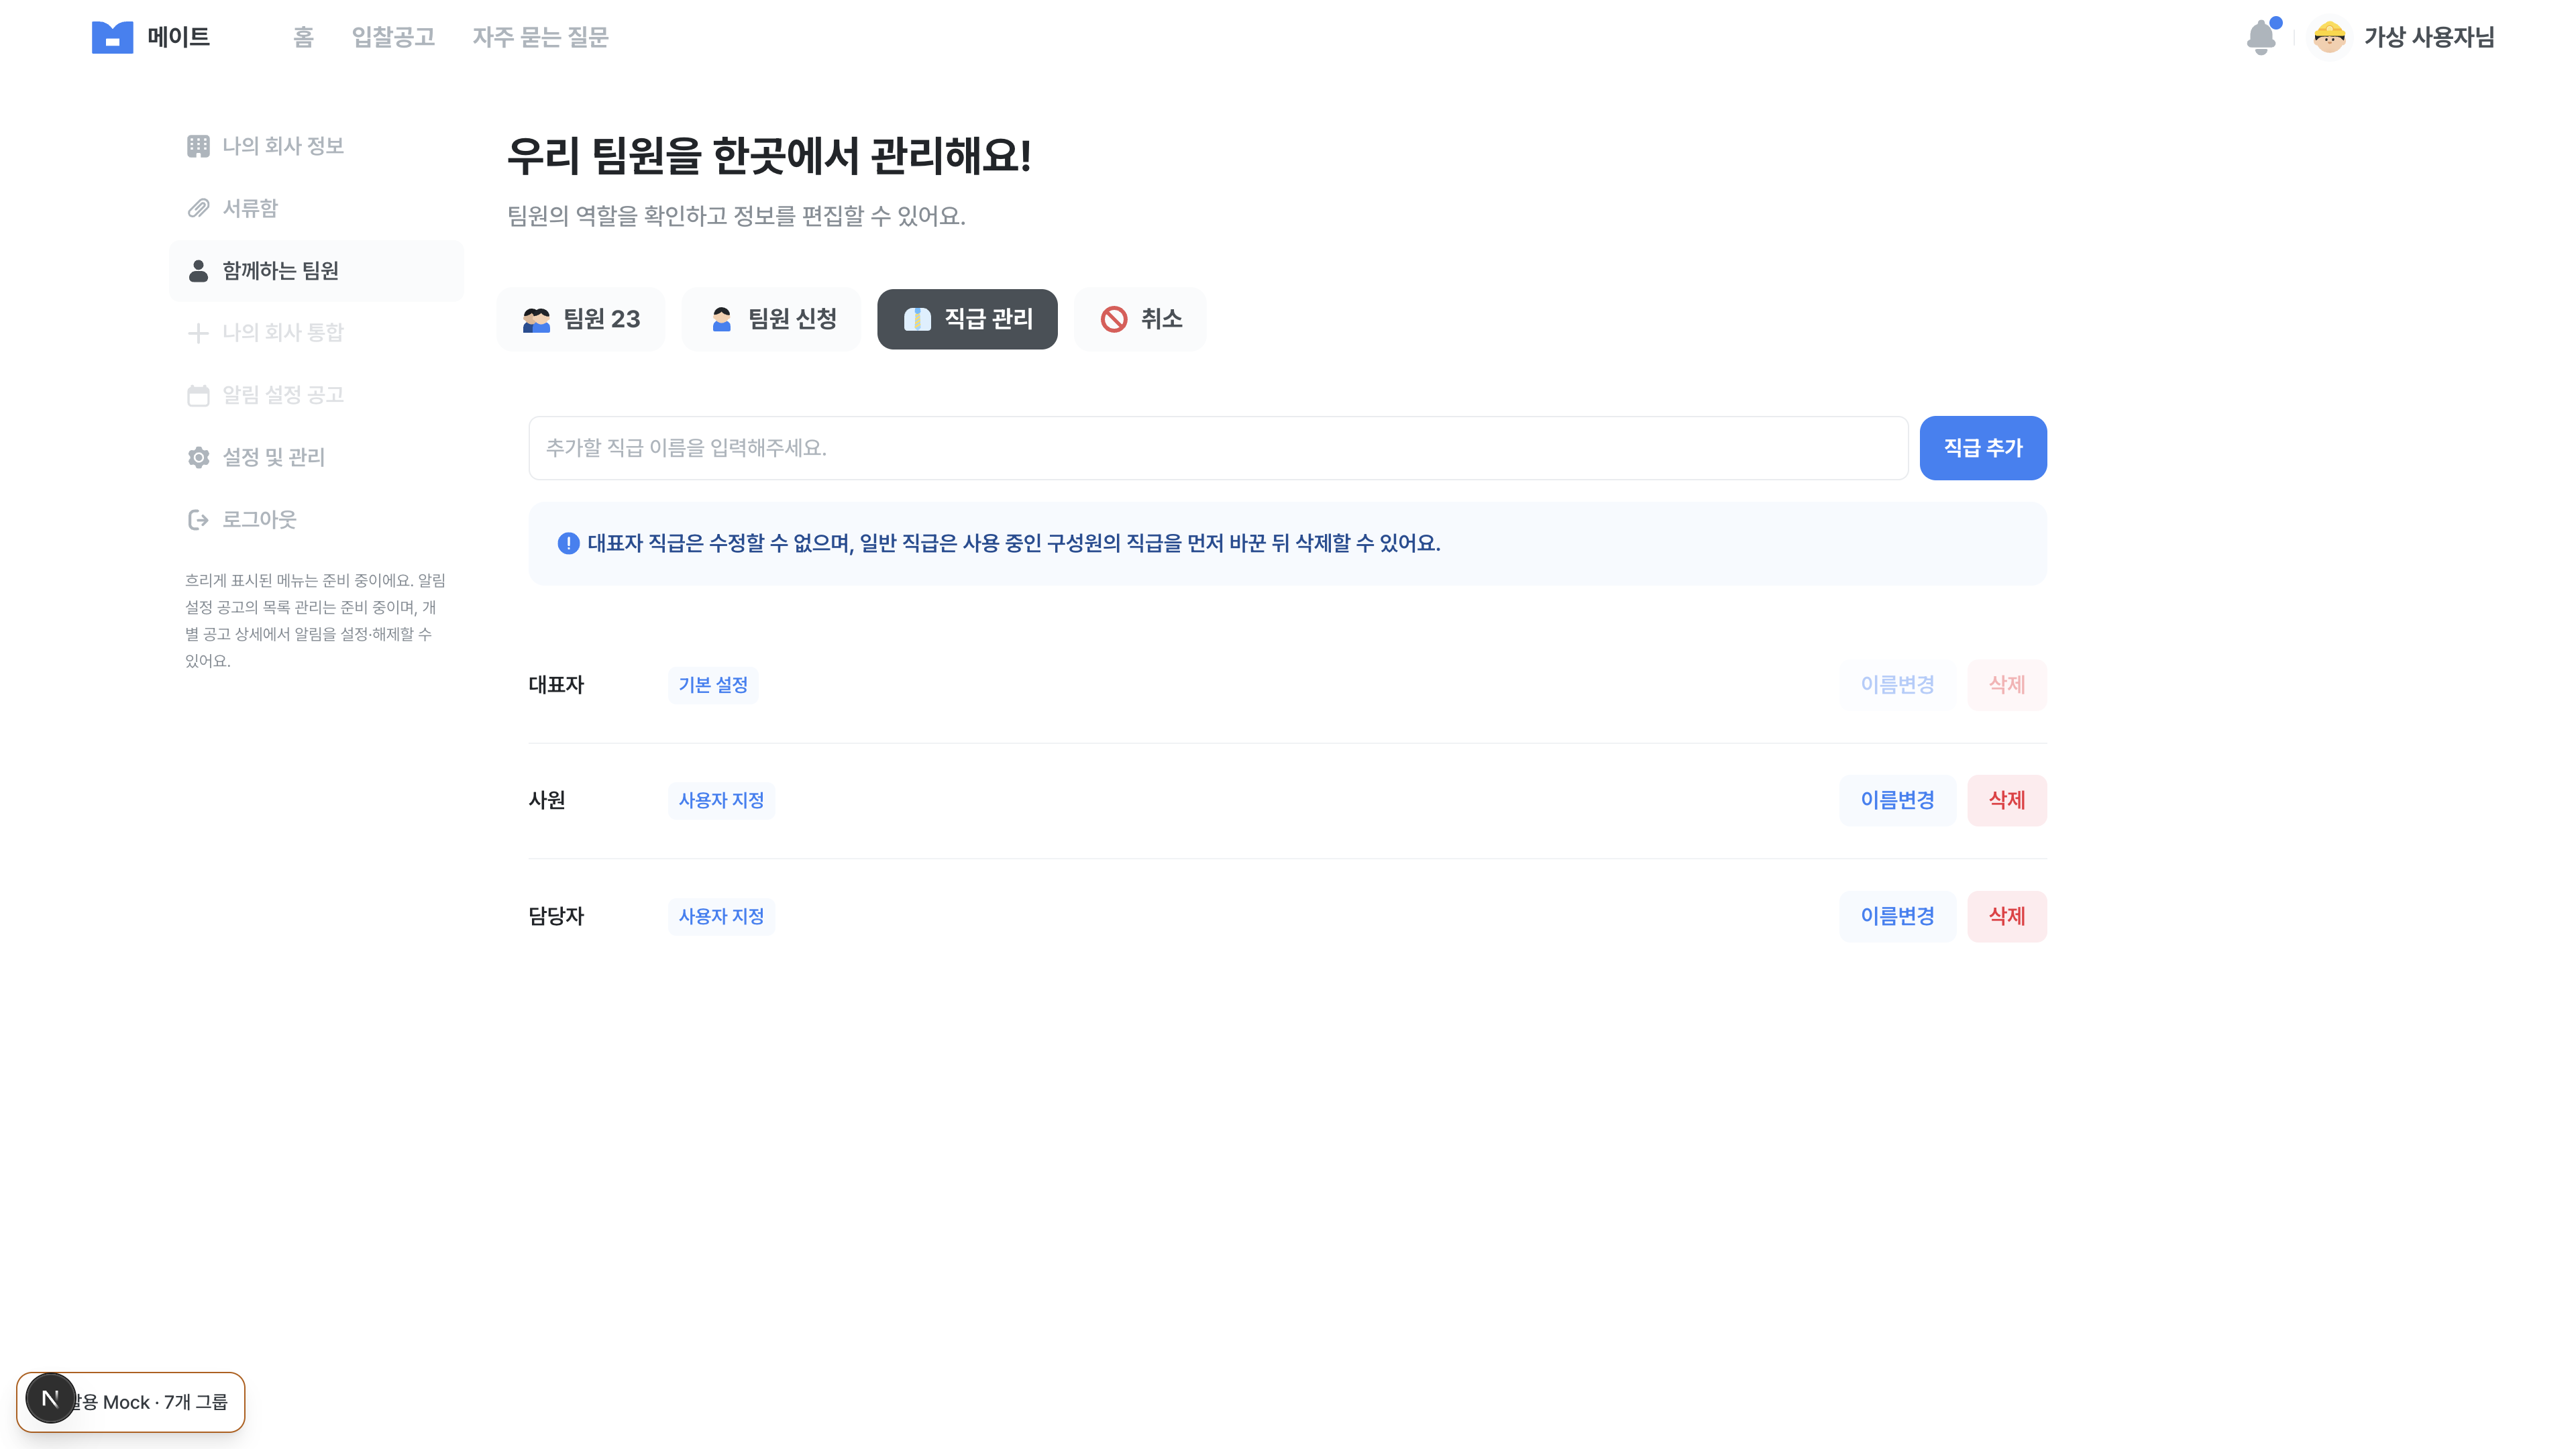 메이트
홈
입찰공고
자주 묻는 질문
가상 사용자님
나의 회사 정보
서류함
함께하는 팀원
나의 회사 통합
알림 설정 공고
설정 및 관리
로그아웃
흐리게 표시된 메뉴는 준비 중이에요. 알림
설정 공고의 목록 관리는 준비 중이며, 개
별 공고 상세에서 알림을 설정·해제할 수
있어요.
우리 팀원을 한곳에서 관리해요!
팀원의 역할을 확인하고 정보를 편집할 수 있어요.
팀원 23
팀원 신청
직급 관리
취소
추가할 직급 이름을 입력해주세요.
직급 추가
대표자 직급은 수정할 수 없으며, 일반 직급은 사용 중인 구성원의 직급을 먼저 바꾼 뒤 삭제할 수 있어요.
대표자
기본 설정
이름변경
삭제
사원
사용자 지정
이름변경
삭제
담당자
사용자 지정
이름변경
삭제
N
용 Mock · 7개 그룹